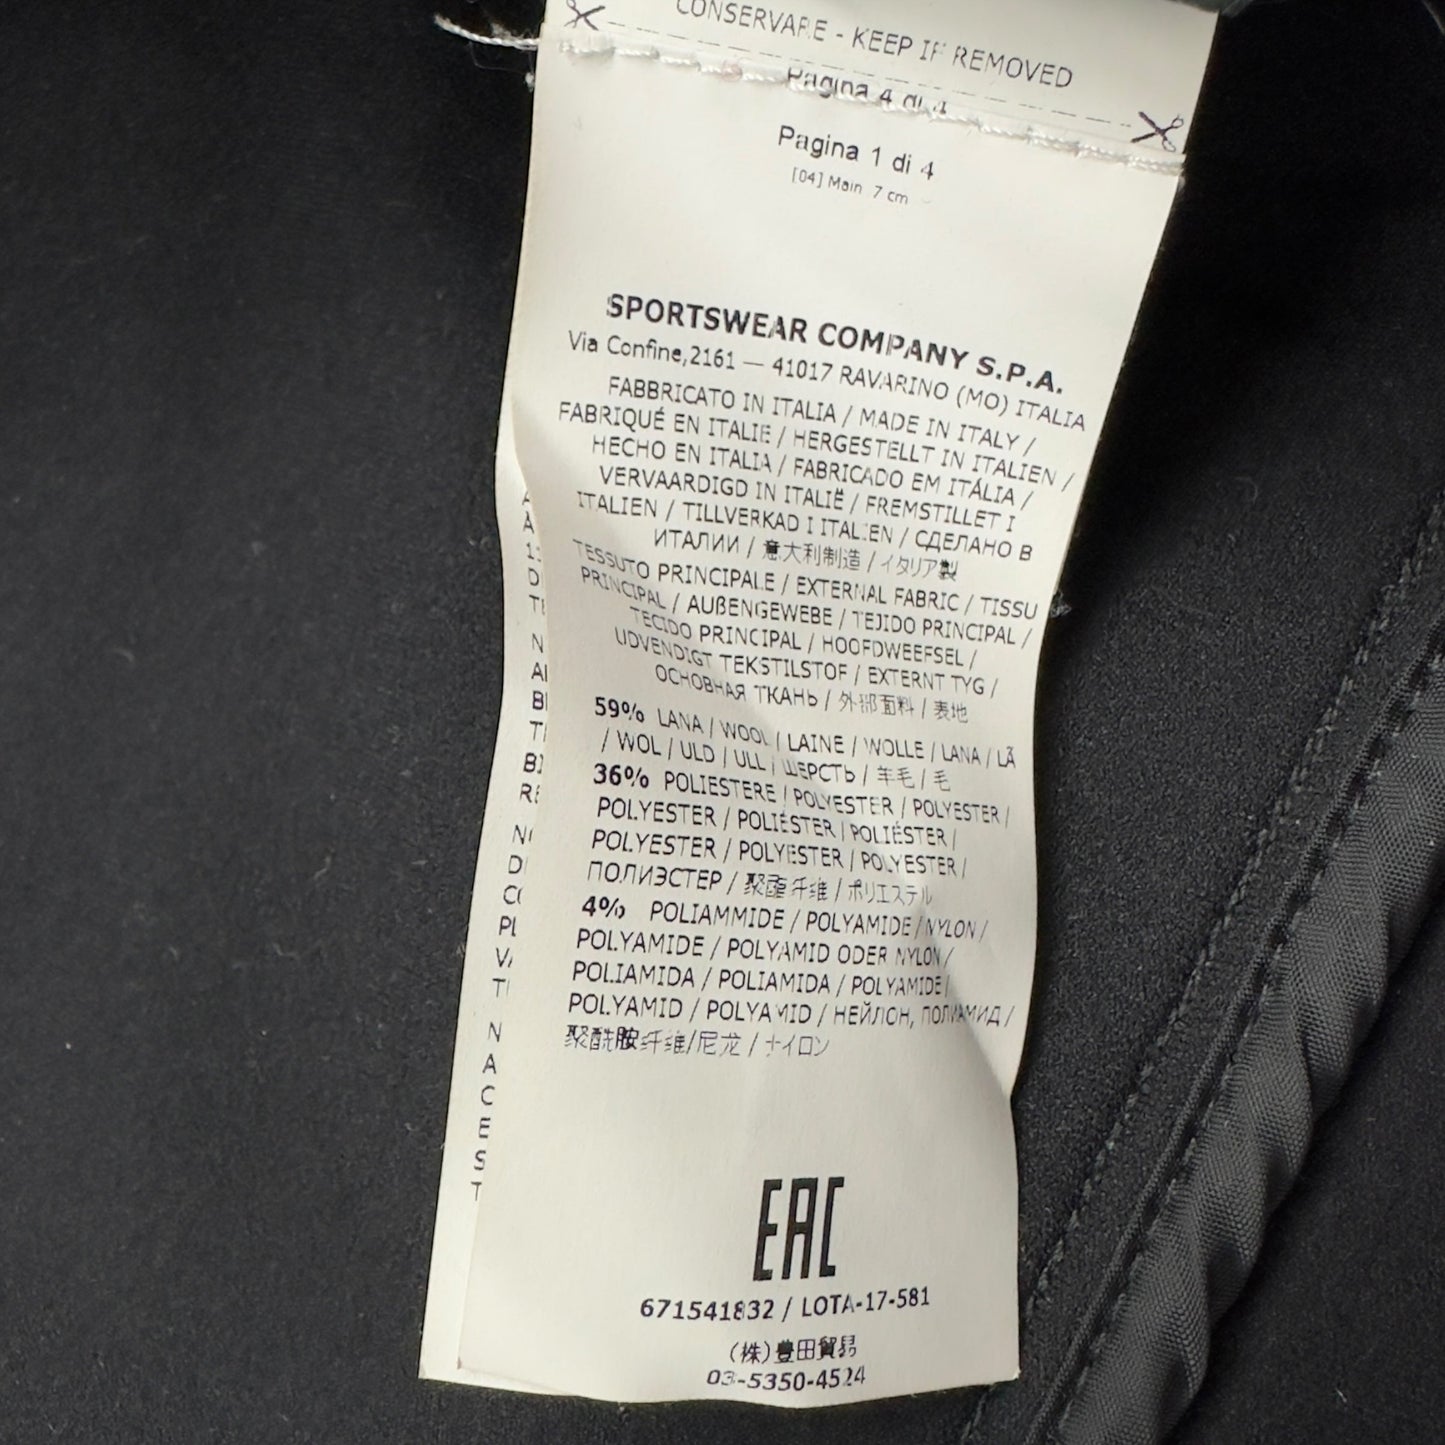 CONSERVARE - KEEP IF REMOVED
Pagina 4 di 4
Pagina 1 di 4
[04] Main 7 cm
SPORTSWEAR COMPANY S.P.A.
Via Confine,2161 — 41017 RAVARINO (MO) ITALIA
FABBRICATO IN ITALIA / MADE IN ITALY /
FABRIQUÉ EN ITALIE / HERGESTELLT IN ITALIEN /
HECHO EN ITALIA / FABRICADO EM ITÁLIA /
VERVAARDIGD IN ITALIË / FREMSTILLET I
ITALIEN / TILLVERKAD I ITALIEN / СДЕЛАНО В
ИТАЛИИ / 意大利制造 / イタリア製
TESSUTO PRINCIPALE / EXTERNAL FABRIC / TISSU
PRINCIPAL / AUßENGEWEBE / TEJIDO PRINCIPAL /
TECIDO PRINCIPAL / HOOFDWEEFSEL /
UDVENDIGT TEKSTILSTOF / EXTERNT TYG /
ОСНОВНАЯ ТКАНЬ / 外部面料 / 表地
59% LANA / WOOL / LAINE / WOLLE / LANA / LÃ
/ WOL / ULD / ULL / ШЕРСТЬ / 羊毛 / 毛
36% POLIESTERE / POLYESTER / POLYESTER /
POLYESTER / POLIÉSTER / POLIÉSTER /
POLYESTER / POLYESTER / POLYESTER /
ПОЛИЭСТЕР / 聚酯纤维 / ポリエステル
4% POLIAMMIDE / POLYAMIDE / NYLON /
POLYAMIDE / POLYAMID ODER NYLON /
POLIAMIDA / POLIAMIDA / POLYAMIDE /
POLYAMID / POLYAMID / НЕЙЛОН, ПОЛИАМИД /
聚酰胺纤维/尼龙 / ナイロン
EAC
671541832 / LOTA-17-581
(株)豊田貿易
03-5350-4524